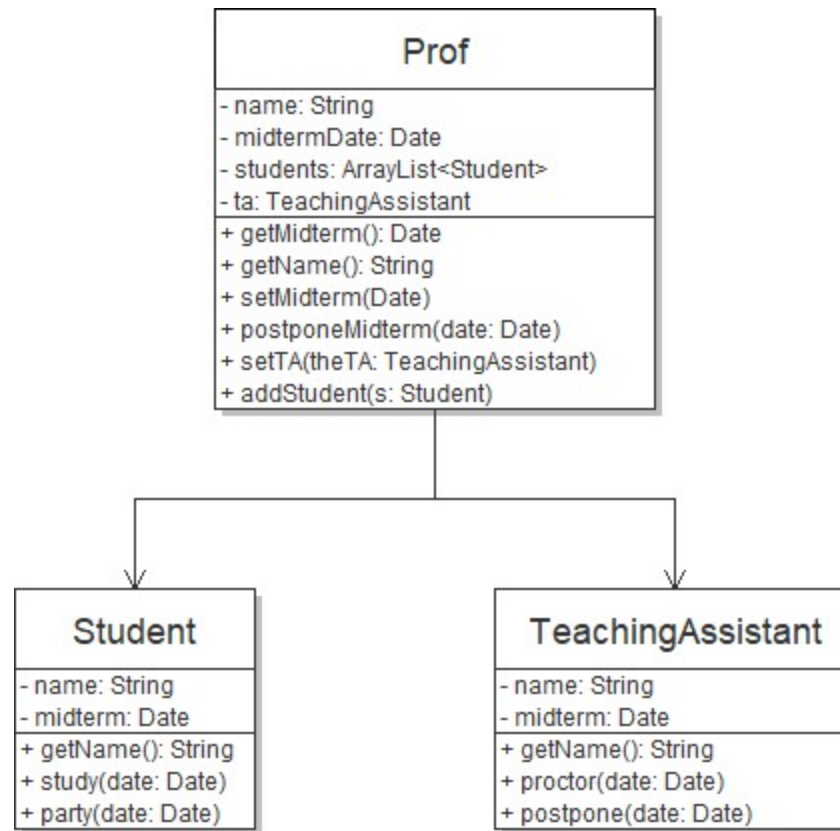 Prof
- name: String
- midtermDate: Date
- students: ArrayList<Student>
- ta: TeachingAssistant
+ getMidterm(): Date
+ getName(): String
+ setMidterm(Date)
+ postponeMidterm(date: Date)
+ setTA(theTA: TeachingAssistant)
+ addStudent(s: Student)
Student
- name: String
- midterm: Date
+ getName(): String
+ study(date: Date)
+ party(date: Date)
TeachingAssistant
- name: String
- midterm: Date
+ getName(): String
+ proctor(date: Date)
+ postpone(date: Date)